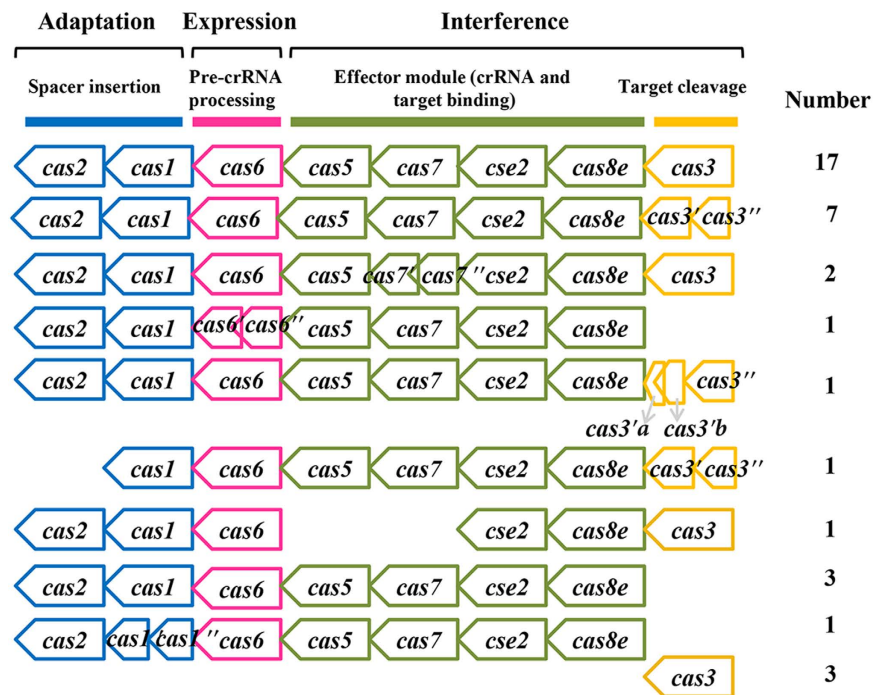 Adaptation Expression Interference
Spacer insertion Pre-crRNA processing Effector module (crRNA and target binding) Target cleavage Number
cas2 cas1 cas6 cas5 cas7 cse2 cas8e cas3 17
cas2 cas1 cas6 cas5 cas7 cse2 cas8e cas3' cas3'' 7
cas2 cas1 cas6 cas5 cas7' cas7'' cse2 cas8e cas3 2
cas2 cas1 cas6' cas6'' cas5 cas7 cse2 cas8e 1
cas2 cas1 cas6 cas5 cas7 cse2 cas8e cas3'' 1
cas3'a cas3'b
cas1 cas6 cas5 cas7 cse2 cas8e cas3' cas3'' 1
cas2 cas1 cas6 cse2 cas8e cas3 1
cas2 cas1 cas6 cas5 cas7 cse2 cas8e 3
cas2 cas1' cas1'' cas6 cas5 cas7 cse2 cas8e 1
cas3 3